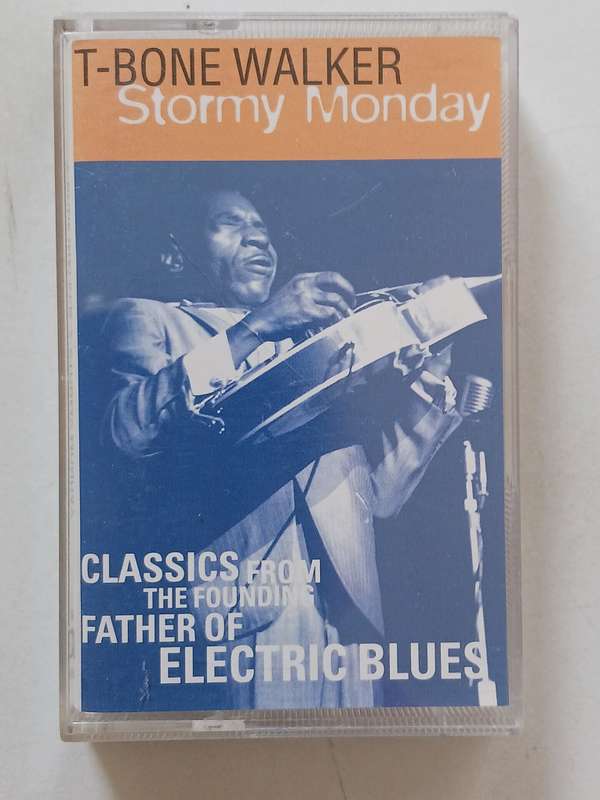 T-BONE WALKER
Stormy Monday
CLASSICS FROM
THE FOUNDING
FATHER OF
ELECTRIC BLUES